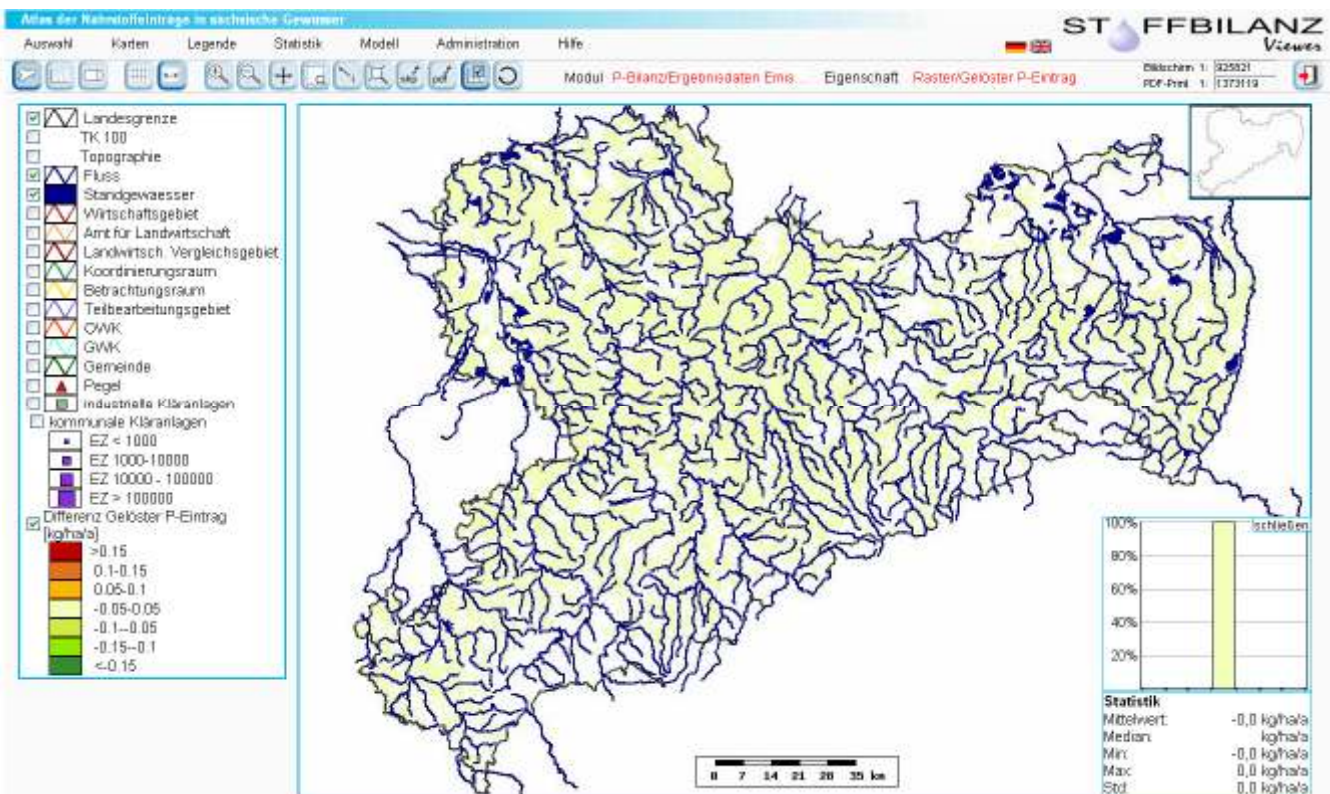 Atlas der Nährstoffeinträge in sächsische Gewässer
STOFFBILANZ
Viewer
Auswahl Karten Legende Statistik Modell Administration Hilfe
Modul P-Bilanz/Ergebnisdaten Emis... Eigenschaft Raster/Gelöster P-Eintrag
Bildschirm 1: 925821
PDF-Print 1: 1373119
Landesgrenze
TK 100
Topographie
Fluss
Standgewaesser
Wirtschaftsgebiet
Amt für Landwirtschaft
Landwirtsch. Vergleichsgebiet
Koordinierungsraum
Betrachtungsraum
Teilbearbeitungsgebiet
OWK
GWK
Gemeinde
Pegel
industrielle Kläranlagen
kommunale Kläranlagen
EZ < 1000
EZ 1000-10000
EZ 10000 - 100000
EZ > 100000
Differenz Gelöster P-Eintrag
[kg/ha/a]
>0.15
0.1-0.15
0.05-0.1
-0.05-0.05
-0.1--0.05
-0.15--0.1
<-0.15
schließen
100%
80%
60%
40%
20%
Statistik
Mittelwert: -0,0 kg/ha/a
Median: kg/ha/a
Min: -0,0 kg/ha/a
Max: 0,0 kg/ha/a
Std: 0,0 kg/ha/a
0 7 14 21 28 35 km